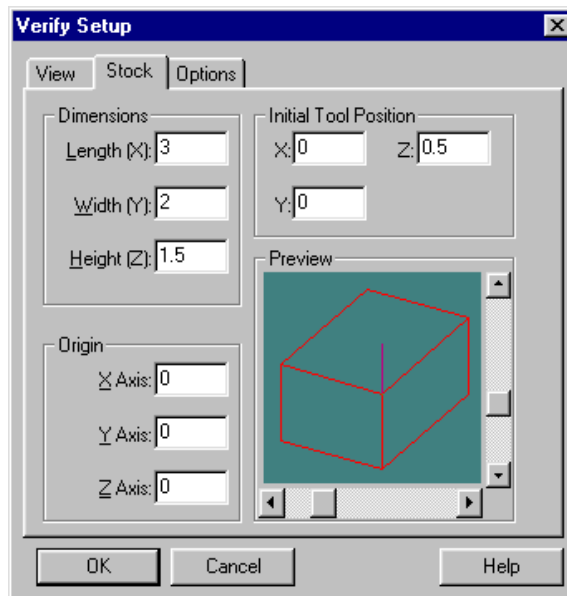 Verify Setup
View Stock Options
Dimensions
Length (X): 3
Width (Y): 2
Height (Z): 1.5
Initial Tool Position
X: 0 Z: 0.5
Y: 0
Origin
X Axis: 0
Y Axis: 0
Z Axis: 0
Preview
OK Cancel Help